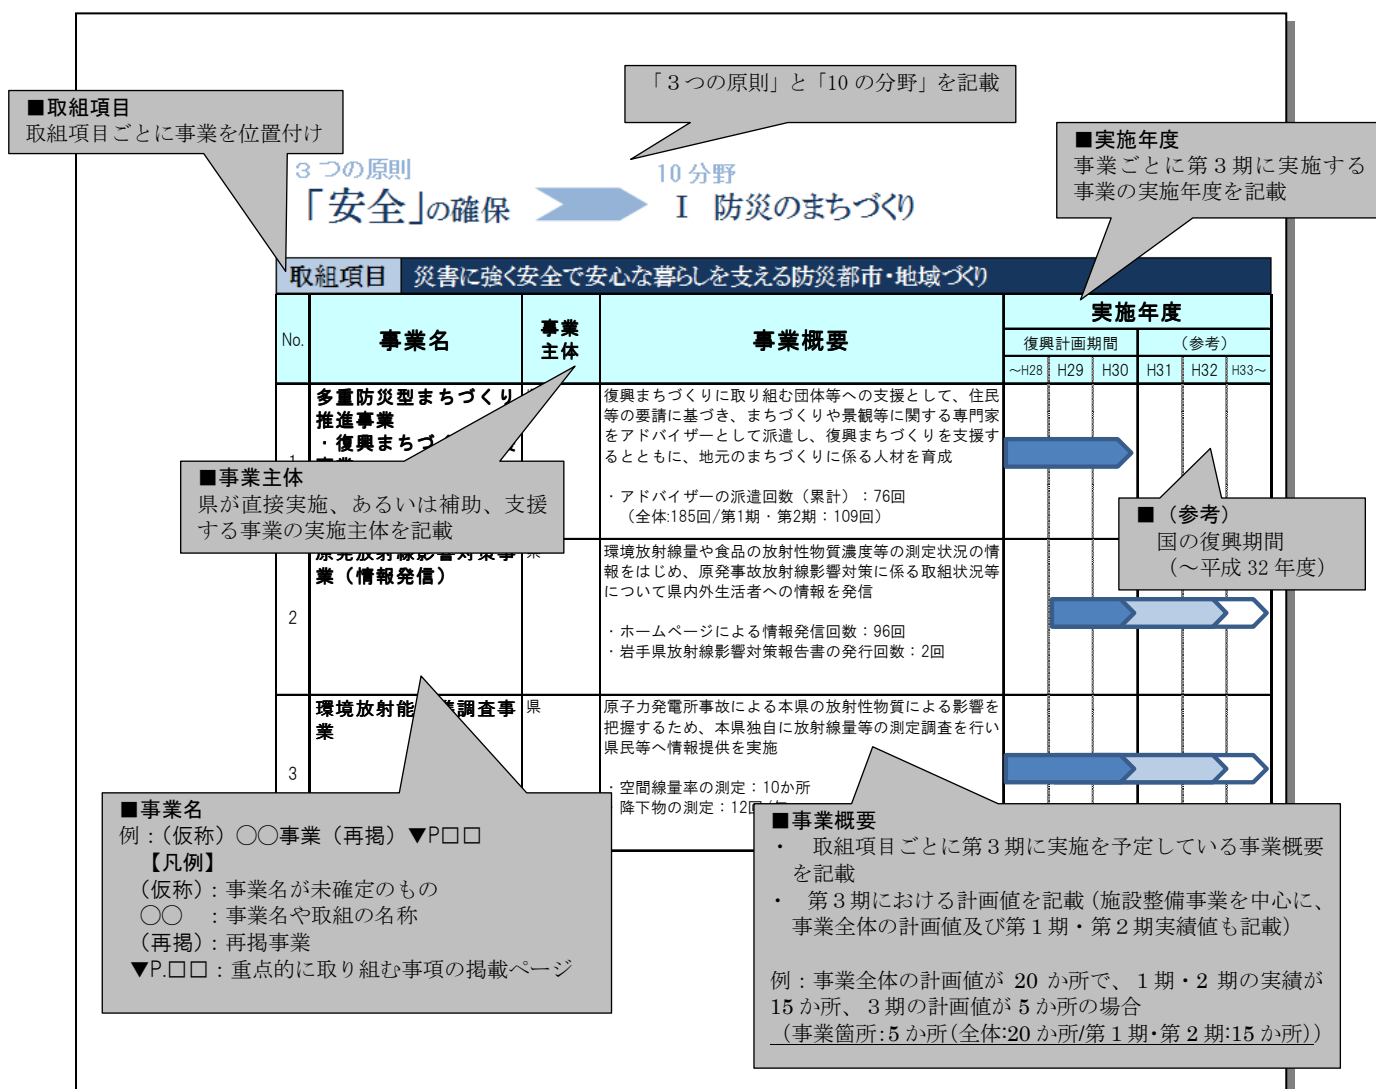 「３つの原則」と「10 の分野」を記載
■取組項目
取組項目ごとに事業を位置付け
■実施年度
事業ごとに第３期に実施する
事業の実施年度を記載
３つの原則
「安全」の確保
10 分野
Ⅰ 防災のまちづくり
取組項目 災害に強く安全で安心な暮らしを支える防災都市・地域づくり
No.
事業名
事業
主体
事業概要
実施年度
復興計画期間
（参考）
～H28 H29 H30 H31 H32 H33～
多重防災型まちづくり
推進事業
・復興まちづ
復興まちづくりに取り組む団体等への支援として、住民
等の要請に基づき、まちづくりや景観等に関する専門家
をアドバイザーとして派遣し、復興まちづくりを支援す
るとともに、地元のまちづくりに係る人材を育成
・アドバイザーの派遣回数（累計）：76回
（全体:185回/第1期・第2期：109回）
■事業主体
県が直接実施、あるいは補助、支援
する事業の実施主体を記載
■（参考）
国の復興期間
（～平成 32 年度）
2
原発放射線影響対策事
業（情報発信）
環境放射線量や食品の放射性物質濃度等の測定状況の情
報をはじめ、原発事故放射線影響対策に係る取組状況等
について県内外生活者への情報を発信
・ホームページによる情報発信回数：96回
・岩手県放射線影響対策報告書の発行回数：2回
3
環境放射能 調査事
業
県
原子力発電所事故による本県の放射性物質による影響を
把握するため、本県独自に放射線量等の測定調査を行い
県民等へ情報提供を実施
・空間線量率の測定：10か所
降下物の測定：12回
■事業名
例：（仮称）○○事業（再掲）▼P□□
【凡例】
（仮称）：事業名が未確定のもの
○○ ：事業名や取組の名称
（再掲）：再掲事業
▼P.□□：重点的に取り組む事項の掲載ページ
■事業概要
・ 取組項目ごとに第３期に実施を予定している事業概要
を記載
・ 第３期における計画値を記載（施設整備事業を中心に、
事業全体の計画値及び第１期・第２期実績値も記載）
例：事業全体の計画値が 20 か所で、１期・２期の実績が
15 か所、３期の計画値が 5 か所の場合
（事業箇所:5 か所（全体:20 か所/第１期・第２期:15 か所））